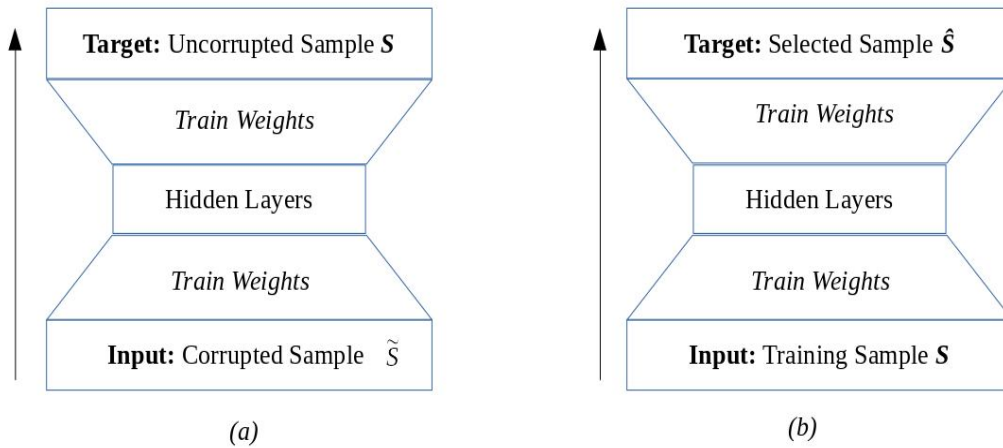 Target: Uncorrupted Sample S
Train Weights
Hidden Layers
Train Weights
Input: Corrupted Sample S̃
(a)
Target: Selected Sample Ŝ
Train Weights
Hidden Layers
Train Weights
Input: Training Sample S
(b)